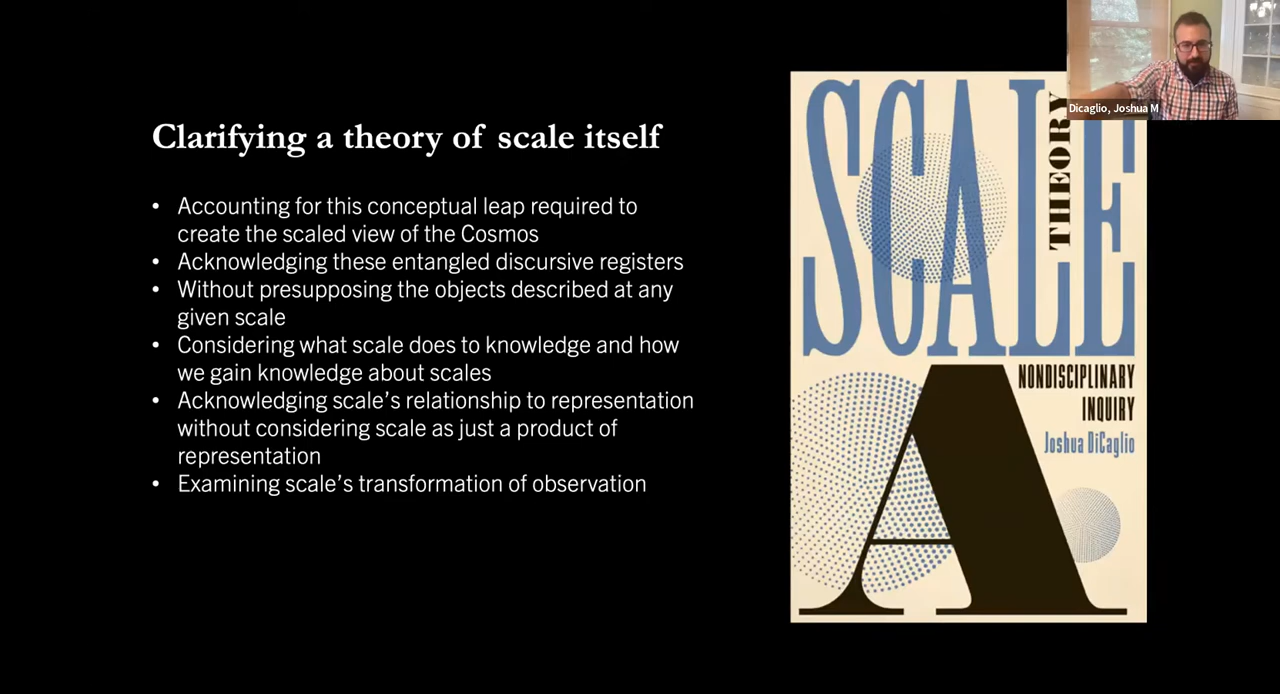 Clarifying a theory of scale itself
• Accounting for this conceptual leap required to
create the scaled view of the Cosmos
• Acknowledging these entangled discursive registers
• Without presupposing the objects described at any
given scale
• Considering what scale does to knowledge and how
we gain knowledge about scales
• Acknowledging scale’s relationship to representation
without considering scale as just a product of
representation
• Examining scale’s transformation of observation
SCALE
THEORY
A
NONDISCIPLINARY
INQUIRY
Joshua DiCaglio
Dicaglio, Joshua M